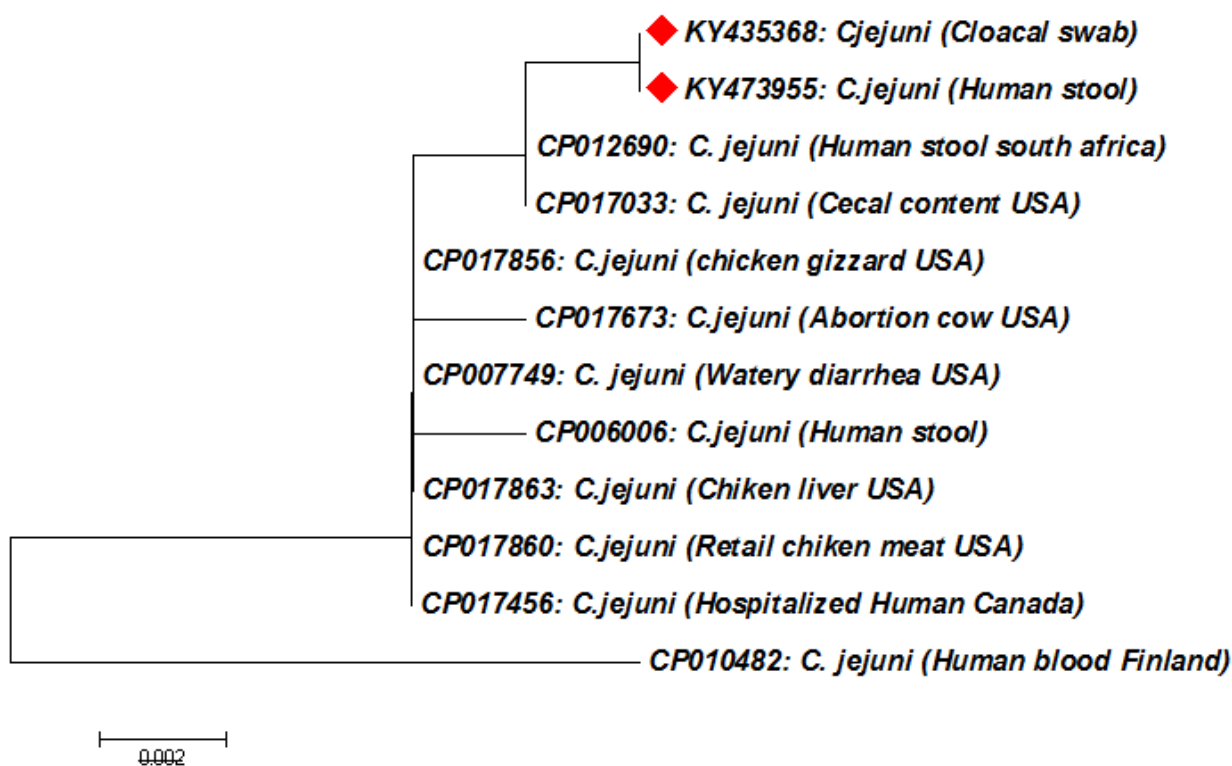 KY435368: Cjejuni (Cloacal swab)
KY473955: C.jejuni (Human stool)
CP012690: C. jejuni (Human stool south africa)
CP017033: C. jejuni (Cecal content USA)
CP017856: C.jejuni (chicken gizzard USA)
CP017673: C.jejuni (Abortion cow USA)
CP007749: C. jejuni (Watery diarrhea USA)
CP006006: C.jejuni (Human stool)
CP017863: C.jejuni (Chiken liver USA)
CP017860: C.jejuni (Retail chiken meat USA)
CP017456: C.jejuni (Hospitalized Human Canada)
CP010482: C. jejuni (Human blood Finland)
0.002